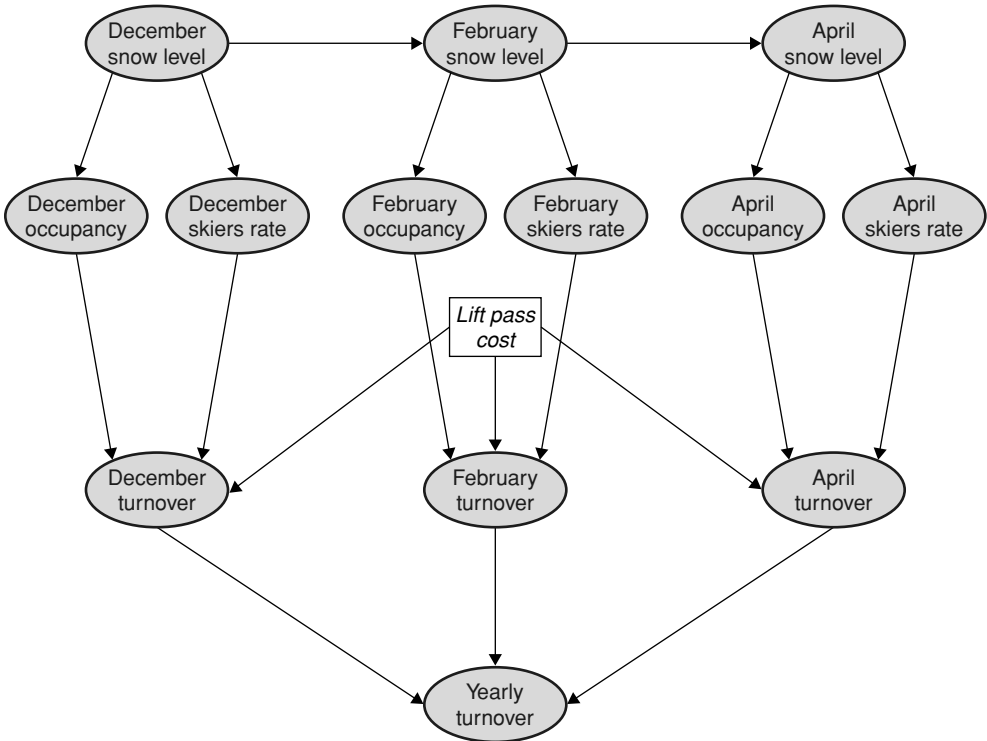 December
snow level
February
snow level
April
snow level
December
occupancy
December
skiers rate
February
occupancy
February
skiers rate
April
occupancy
April
skiers rate
Lift pass
cost
December
turnover
February
turnover
April
turnover
Yearly
turnover